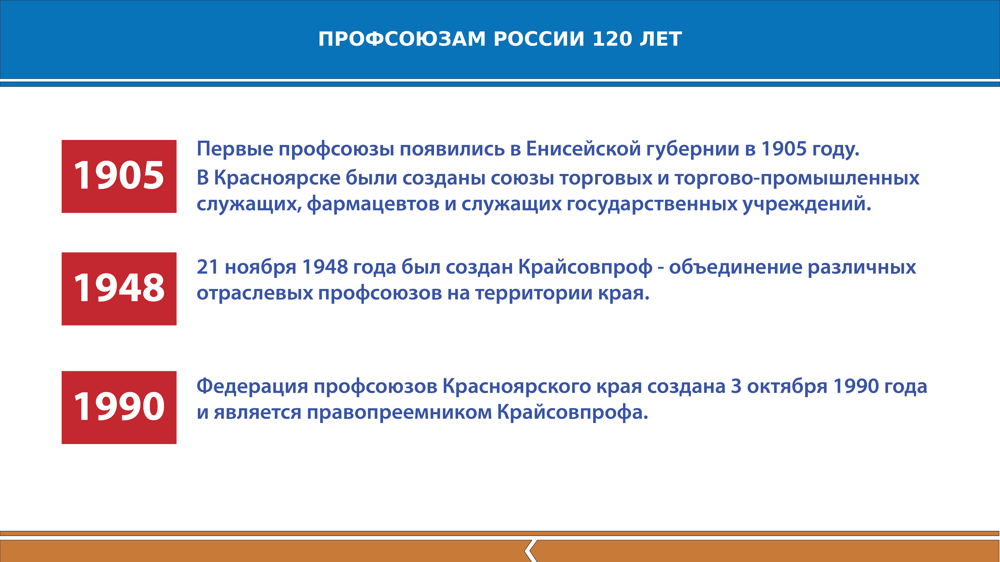 ПРОФСОЮЗАМ РОССИИ 120 ЛЕТ
1905
Первые профсоюзы появились в Енисейской губернии в 1905 году.
В Красноярске были созданы союзы торговых и торгово-промышленных
служащих, фармацевтов и служащих государственных учреждений.
1948
21 ноября 1948 года был создан Крайсовпроф - объединение различных
отраслевых профсоюзов на территории края.
1990
Федерация профсоюзов Красноярского края создана 3 октября 1990 года
и является правопреемником Крайсовпрофа.